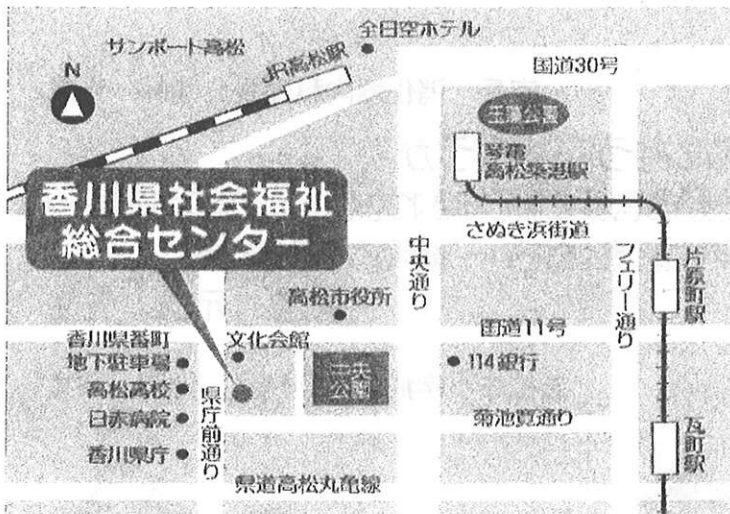 全日空ホテル
サンポート高松
JR高松駅
国道30号
N
玉藻公園
琴電
高松築港駅
香川県社会福祉
総合センター
さぬき浜街道
中央通り
フェリー通り
片原町駅
高松市役所
香川県番町
地下駐車場
文化会館
国道11号
中央
公園
114銀行
高松高校
日赤病院
県庁前通り
菊池寛通り
瓦町駅
香川県庁
県道高松丸亀線